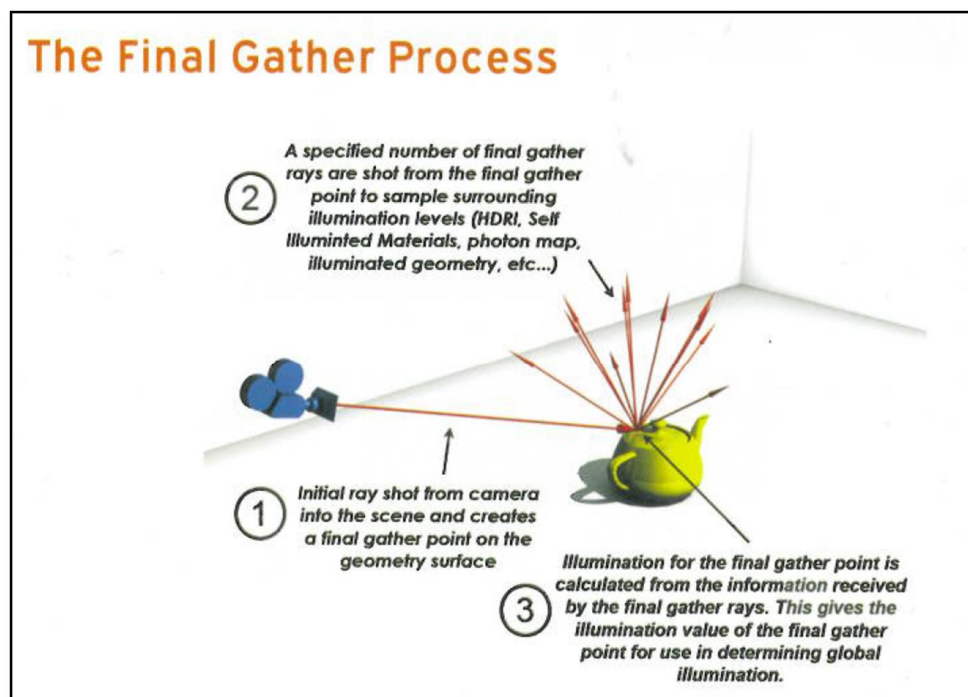 The Final Gather Process
2
A specified number of final gather
rays are shot from the final gather
point to sample surrounding
illumination levels (HDRI, Self
Illuminted Materials, photon map,
illuminated geometry, etc...)
1
Initial ray shot from camera
into the scene and creates
a final gather point on the
geometry surface
3
Illumination for the final gather point is
calculated from the information received
by the final gather rays. This gives the
illumination value of the final gather
point for use in determining global
illumination.